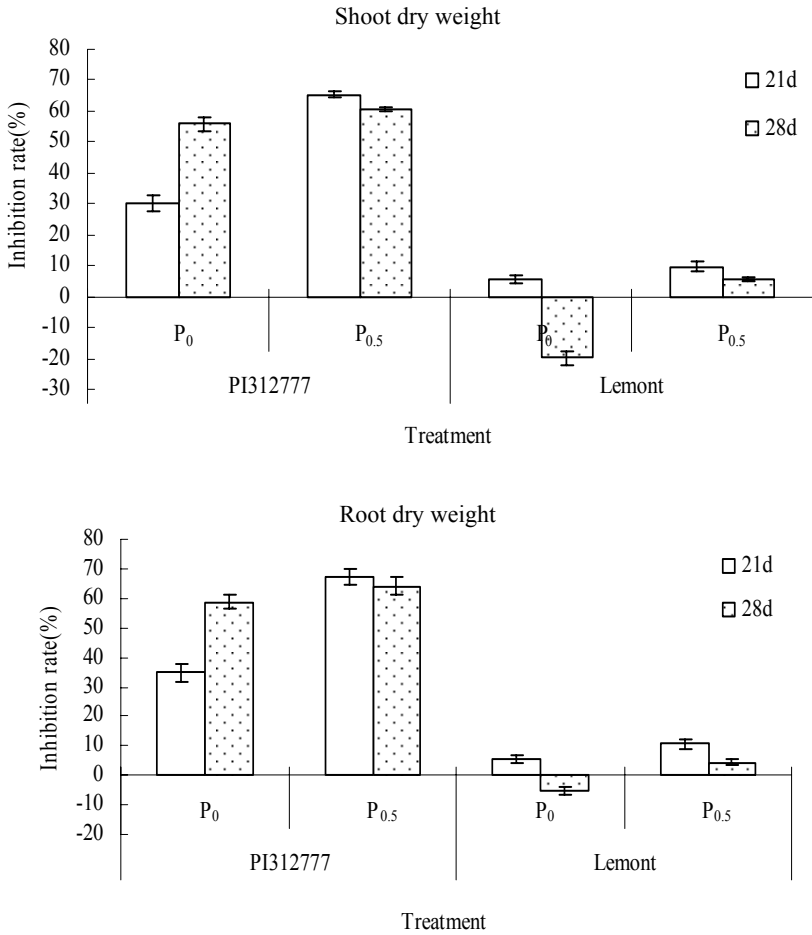 Shoot dry weight
80
70
60
50
40
30
20
10
0
-10
-20
-30
Inhibition rate(%)
21d
28d
P₀ P₀.₅ P₀ P₀.₅
PI312777 Lemont
Treatment
Root dry weight
80
70
60
50
40
30
20
10
0
-10
-20
Inhibition rate(%)
21d
28d
P₀ P₀.₅ P₀ P₀.₅
PI312777 Lemont
Treatment